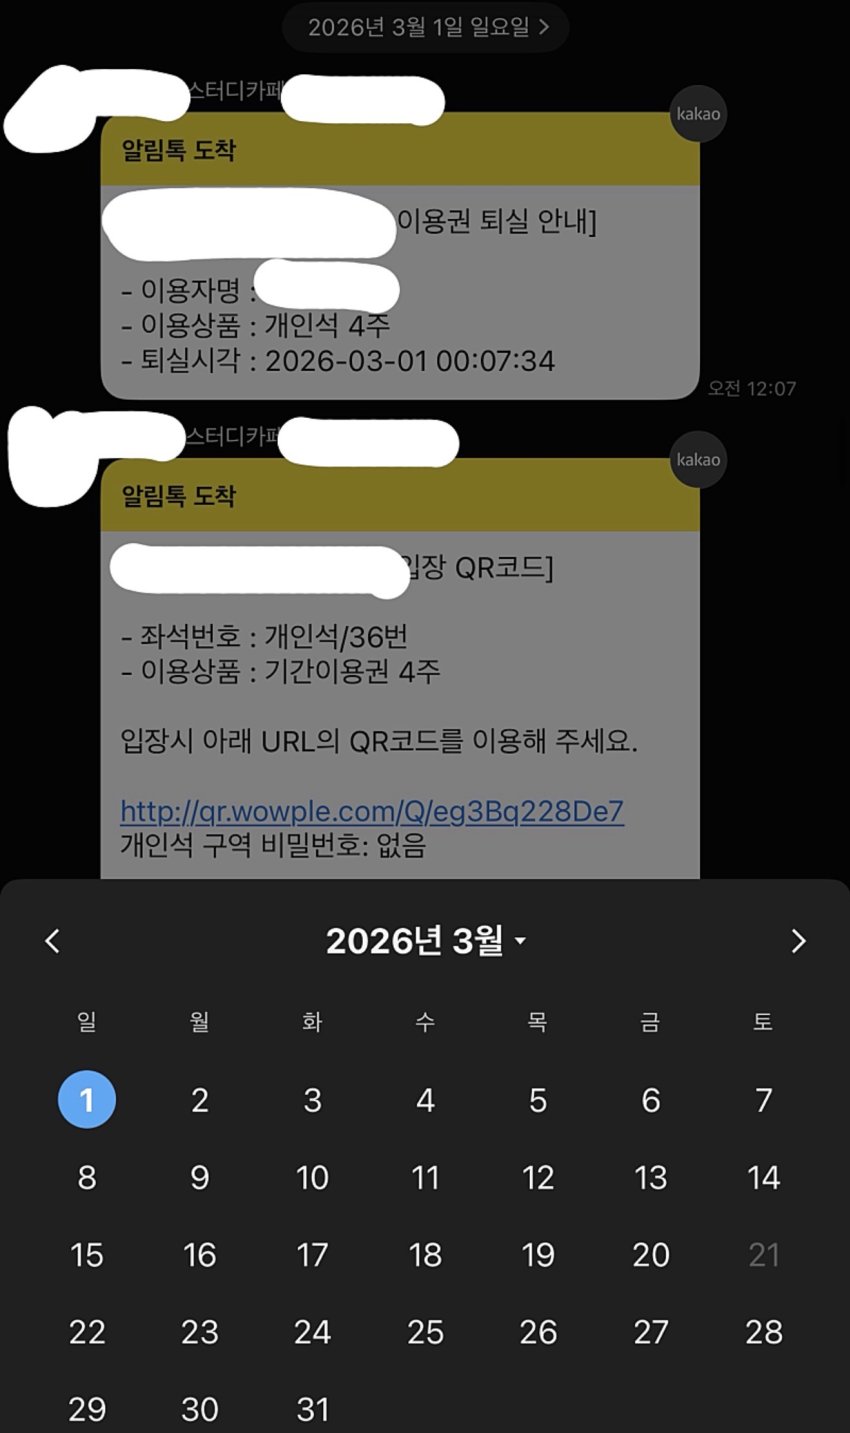 2026년 3월 1일 일요일 >
스터디카페
kakao
알림톡 도착
이용권 퇴실 안내]
- 이용자명 :
- 이용상품 : 개인석 4주
- 퇴실시각 : 2026-03-01 00:07:34
오전 12:07
스터디카페
kakao
알림톡 도착
입장 QR코드]
- 좌석번호 : 개인석/36번
- 이용상품 : 기간이용권 4주
입장시 아래 URL의 QR코드를 이용해 주세요.
http://qr.wowple.com/Q/eg3Bq228De7
개인석 구역 비밀번호: 없음
2026년 3월
일 월 화 수 목 금 토
1 2 3 4 5 6 7
8 9 10 11 12 13 14
15 16 17 18 19 20 21
22 23 24 25 26 27 28
29 30 31